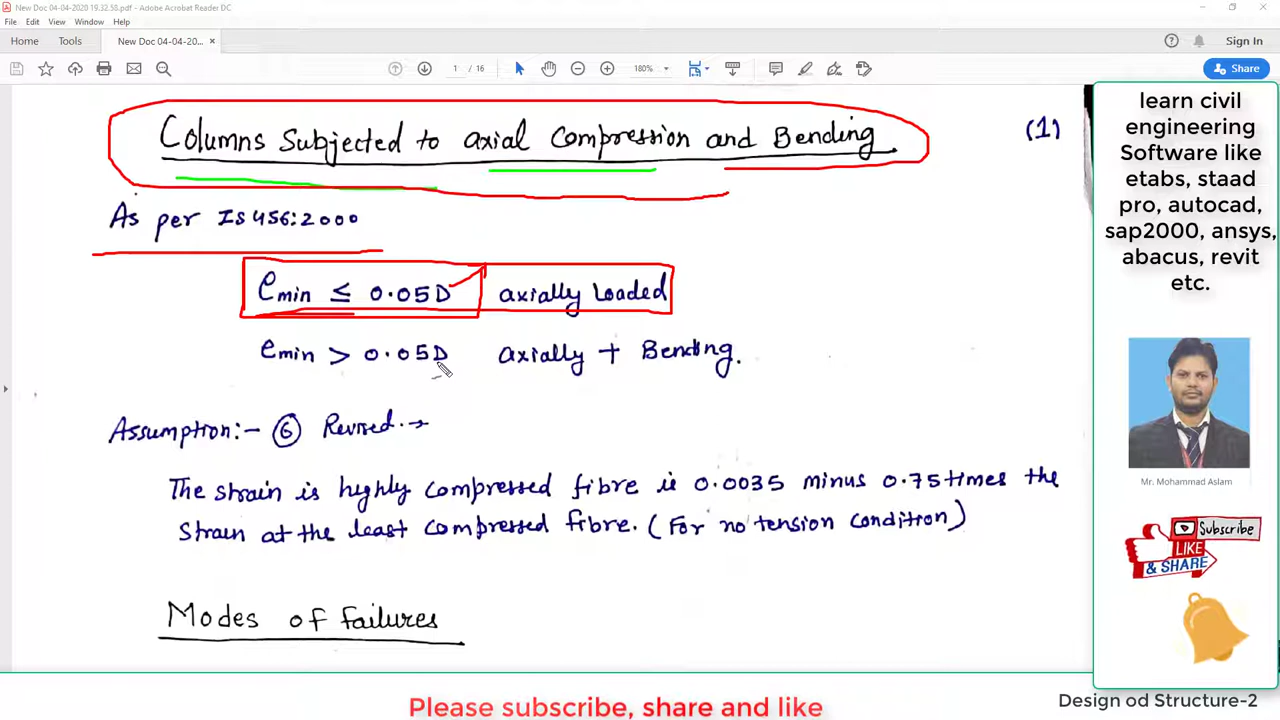 New Doc 04-04-2020 19.32.58.pdf - Adobe Acrobat Reader DC
File Edit View Window Help
Home Tools New Doc 04-04-20... × Sign In
1 / 16 180% Share
Columns Subjected to axial Compression and Bending (1)
As per IS456:2000
emin ≤ 0.05D axially Loaded
emin > 0.05D axially + Bending.
Assumption:- 6 Revised. →
The strain is highly compressed fibre is 0.0035 minus 0.75 times the
Strain at the least compressed fibre. (For no tension condition)
Modes of failures
learn civil
engineering
Software like
etabs, staad
pro, autocad,
sap2000, ansys,
abacus, revit
etc.
Mr. Mohammad Aslam
Subscribe
LIKE
& SHARE
Please subscribe, share and like
Design od Structure-2